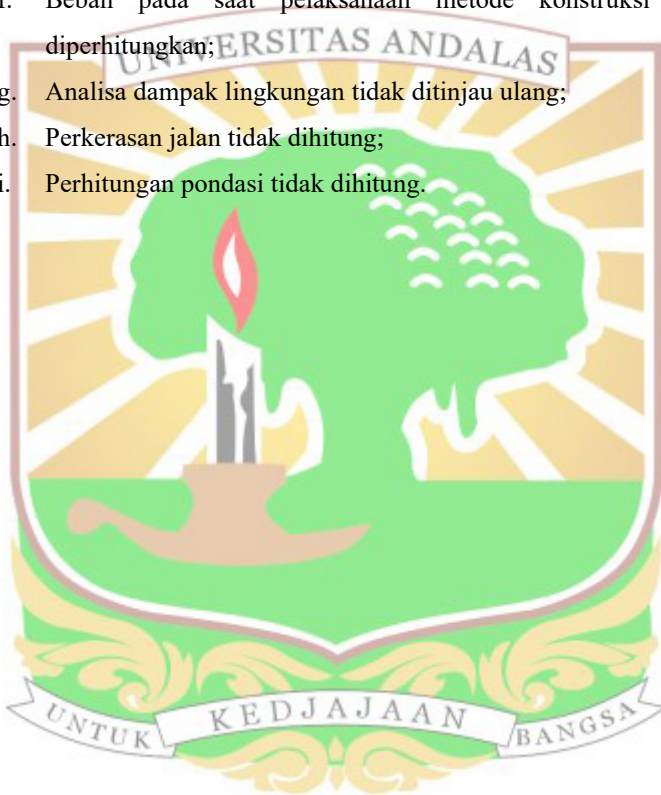 Beban pada saat pelaksanaan metode konstruksi
diperhitungkan;
UNIVERSITAS ANDALAS
g. Analisa dampak lingkungan tidak ditinjau ulang;
h. Perkerasan jalan tidak dihitung;
i. Perhitungan pondasi tidak dihitung.
UNTUK KEDJAJAAN BANGSA